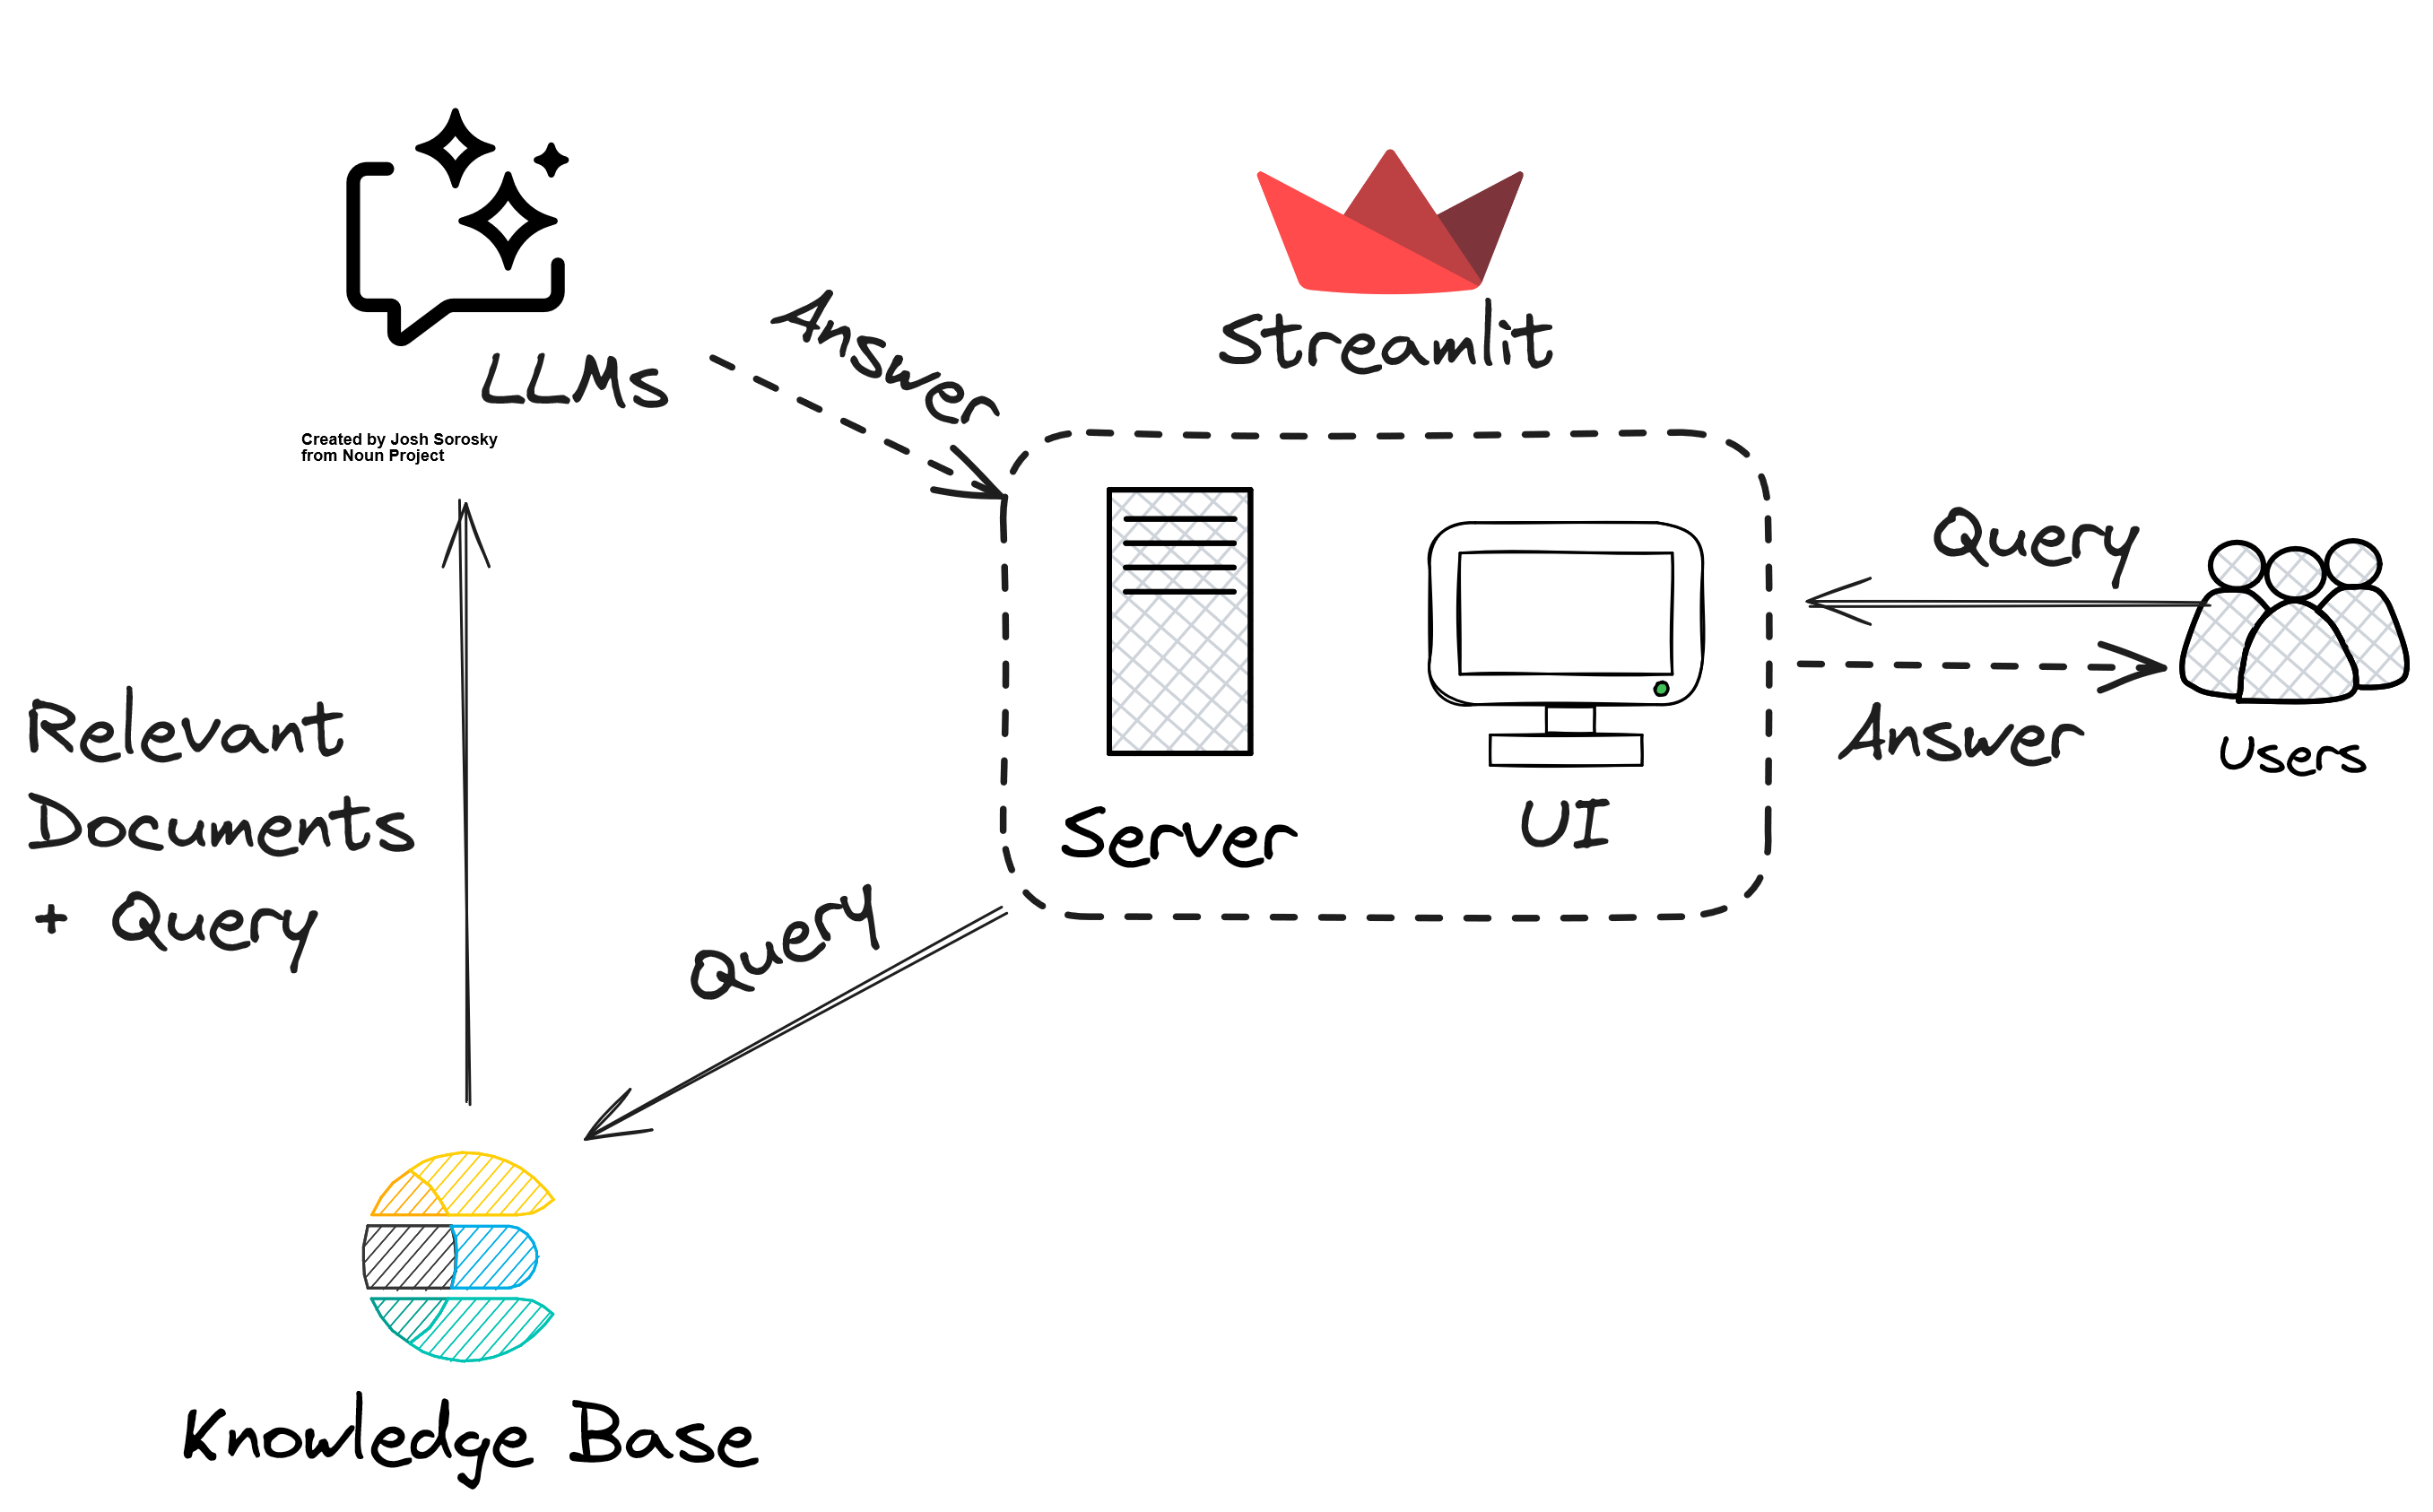 LLMs
Created by Josh Sorosky
from Noun Project
Answer
Streamlit
Server
UI
Query
Answer
Users
Relevant
Documents
+ Query
Query
Knowledge Base